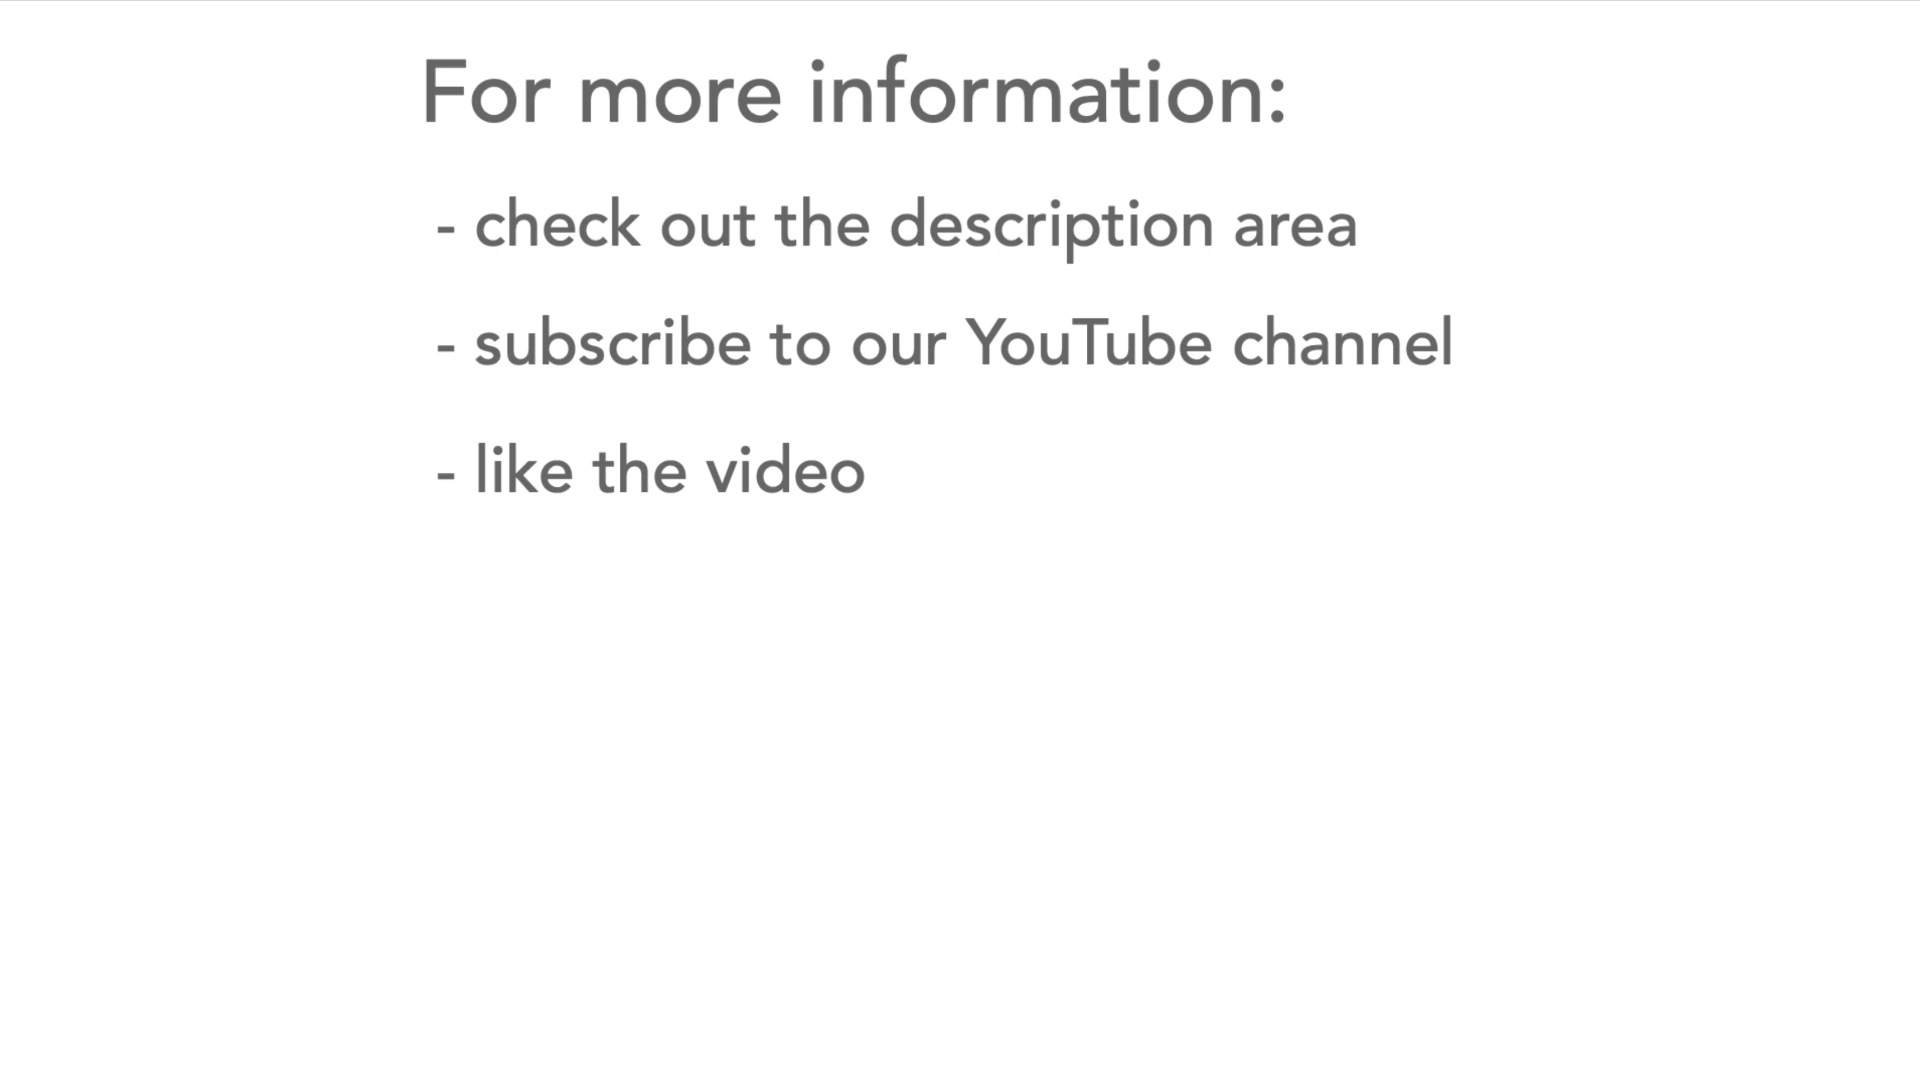 For more information:
- check out the description area
- subscribe to our YouTube channel
- like the video